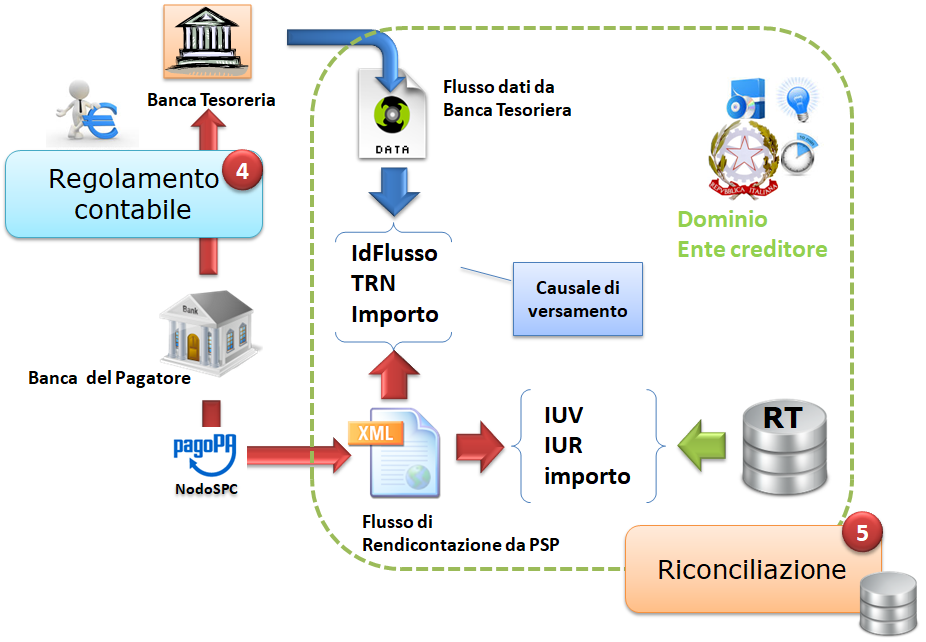 Banca Tesoreria
Regolamento
contabile
4
Bank
Banca del Pagatore
pagoPA
NodoSPC
Flusso dati da
Banca Tesoriera
DATA
IdFlusso
TRN
Importo
Causale di
versamento
REPVBBLICA ITALIANA
Dominio
Ente creditore
XML
Flusso di
Rendicontazione da PSP
IUV
IUR
importo
RT
5
Riconciliazione